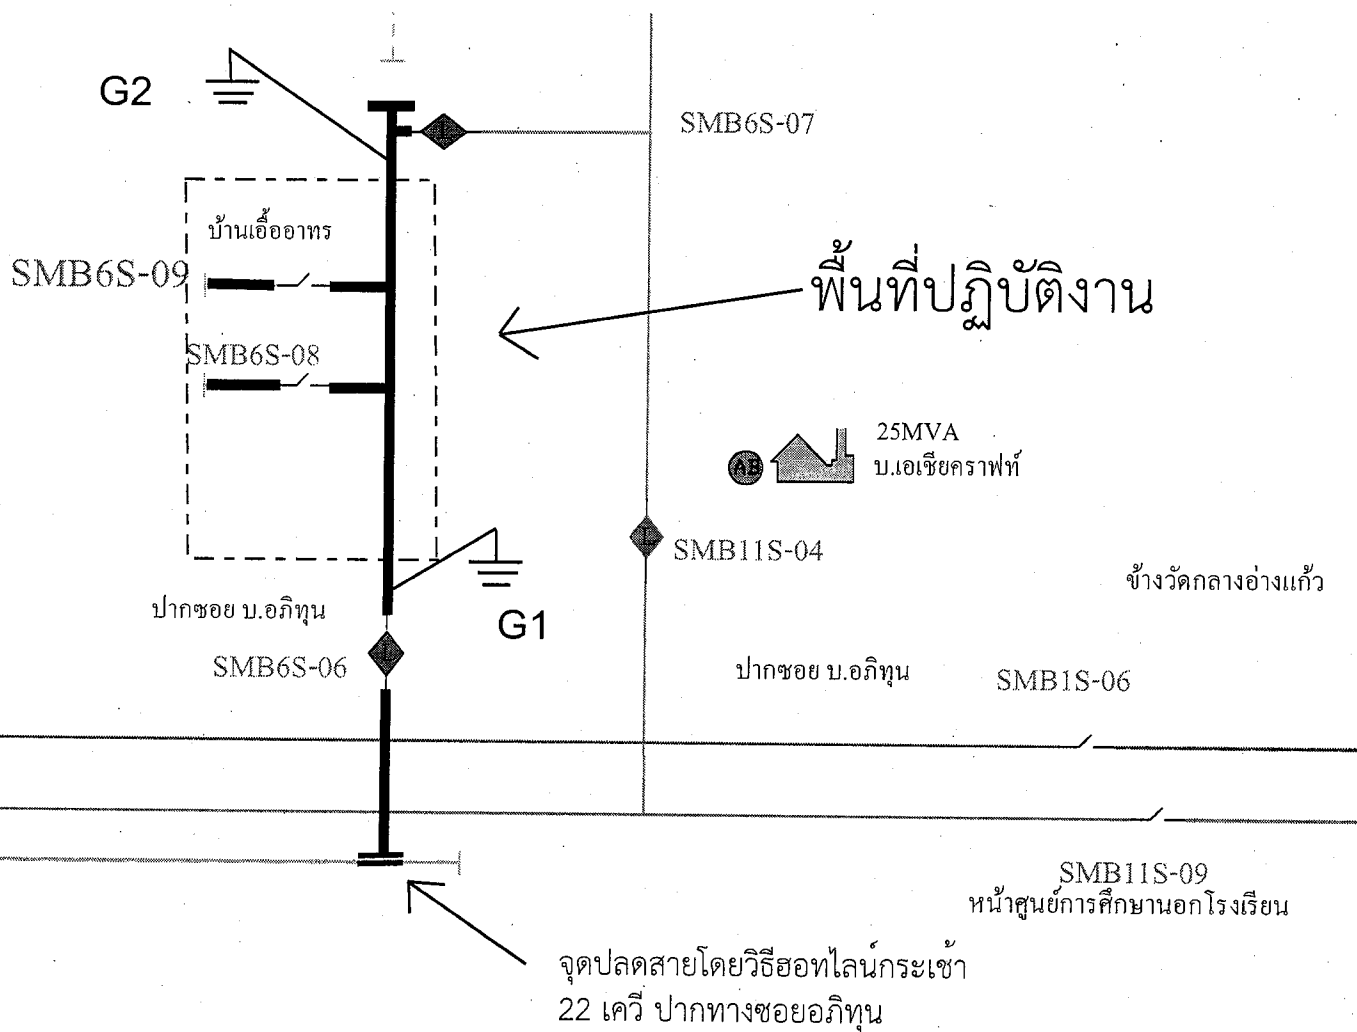 G2
SMB6S-07
บ้านเอื้ออาทร
SMB6S-09
พื้นที่ปฏิบัติงาน
SMB6S-08
25MVA
AB
บ.เอเชียคราฟท์
L
L
SMB11S-04
ข้างวัดกลางอ่างแก้ว
ปากซอย บ.อภิทุน
G1
L
SMB6S-06
ปากซอย บ.อภิทุน
SMB1S-06
SMB11S-09
หน้าศูนย์การศึกษานอกโรงเรียน
จุดปลดสายโดยวิธีฮอทไลน์กระเช้า
22 เควี ปากทางซอยอภิทุน